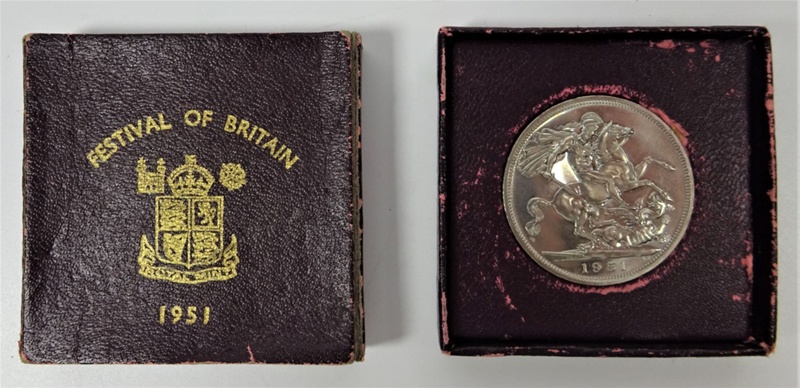 FESTIVAL OF BRITAIN
ROYAL MINT
1951
1951